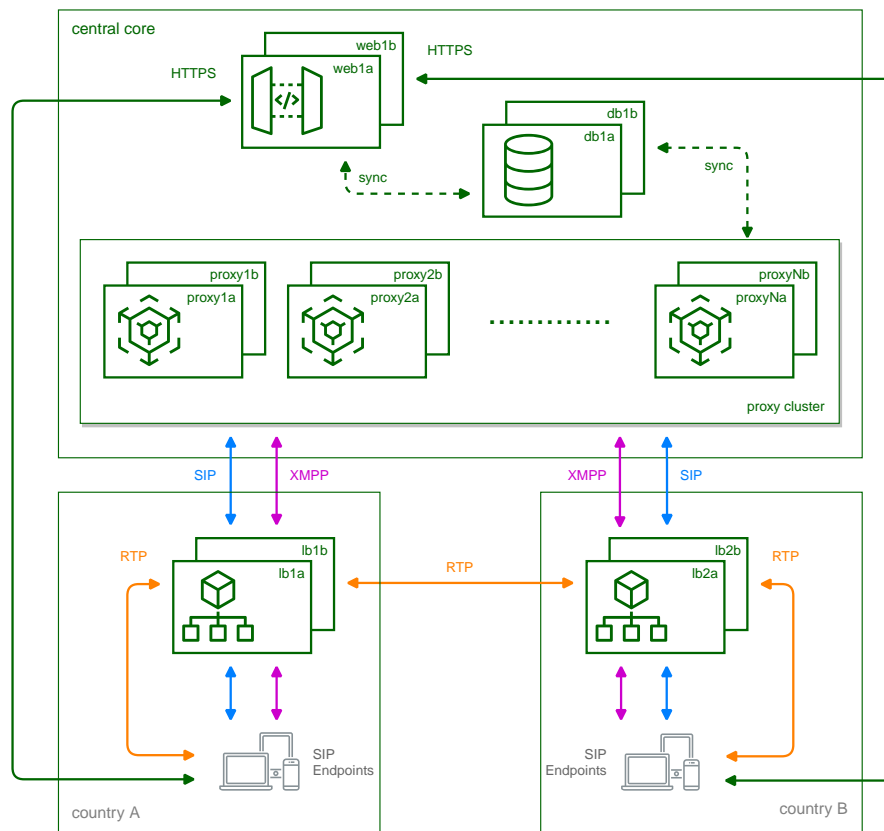 central core
web1b
HTTPS
web1a
HTTPS
</>
db1b
db1a
sync
sync
proxy1b
proxy2b
proxyNb
proxy1a
proxy2a
proxyNa
proxy cluster
SIP
XMPP
XMPP
SIP
lb1b
lb2b
RTP
RTP
RTP
lb1a
lb2a
SIP
Endpoints
SIP
Endpoints
country A
country B